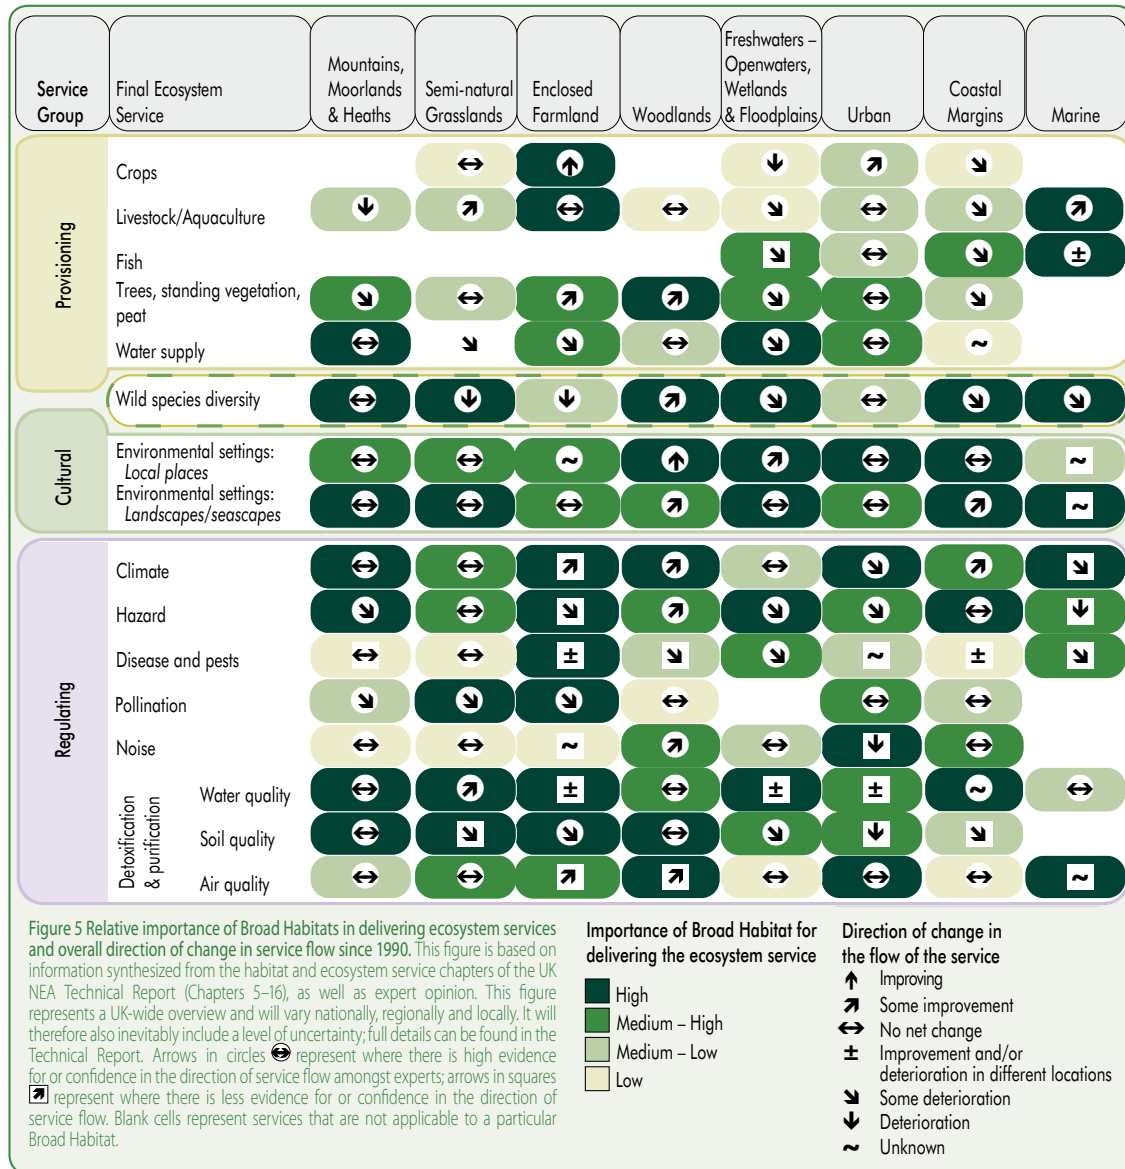 Service
Group
Final Ecosystem
Service
Mountains,
Moorlands
& Heaths
Semi-natural
Grasslands
Enclosed
Farmland
Woodlands
Freshwaters –
Openwaters,
Wetlands
& Floodplains
Urban
Coastal
Margins
Marine
Provisioning
Crops
Livestock/Aquaculture
Fish
Trees, standing vegetation,
peat
Water supply
Wild species diversity
Cultural
Environmental settings:
Local places
Environmental settings:
Landscapes/seascapes
Regulating
Climate
Hazard
Disease and pests
Pollination
Noise
Detoxification
& purification
Water quality
Soil quality
Air quality
Figure 5 Relative importance of Broad Habitats in delivering ecosystem services
and overall direction of change in service flow since 1990. This figure is based on
information synthesized from the habitat and ecosystem service chapters of the UK
NEA Technical Report (Chapters 5–16), as well as expert opinion. This figure
represents a UK-wide overview and will vary nationally, regionally and locally. It will
therefore also inevitably include a level of uncertainty; full details can be found in the
Technical Report. Arrows in circles ↔ represent where there is high evidence
for or confidence in the direction of service flow amongst experts; arrows in squares
↗ represent where there is less evidence for or confidence in the direction of
service flow. Blank cells represent services that are not applicable to a particular
Broad Habitat.
Importance of Broad Habitat for
delivering the ecosystem service
High
Medium – High
Medium – Low
Low
Direction of change in
the flow of the service
↑ Improving
↗ Some improvement
↔ No net change
± Improvement and/or
deterioration in different locations
↘ Some deterioration
↓ Deterioration
~ Unknown